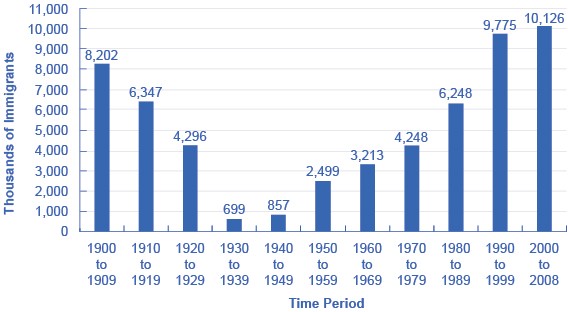 Thousands of Immigrants
11,000
10,000
9,000
8,000
7,000
6,000
5,000
4,000
3,000
2,000
1,000
0
8,202
6,347
4,296
699
857
2,499
3,213
4,248
6,248
9,775
10,126
1900 to 1909
1910 to 1919
1920 to 1929
1930 to 1939
1940 to 1949
1950 to 1959
1960 to 1969
1970 to 1979
1980 to 1989
1990 to 1999
2000 to 2008
Time Period